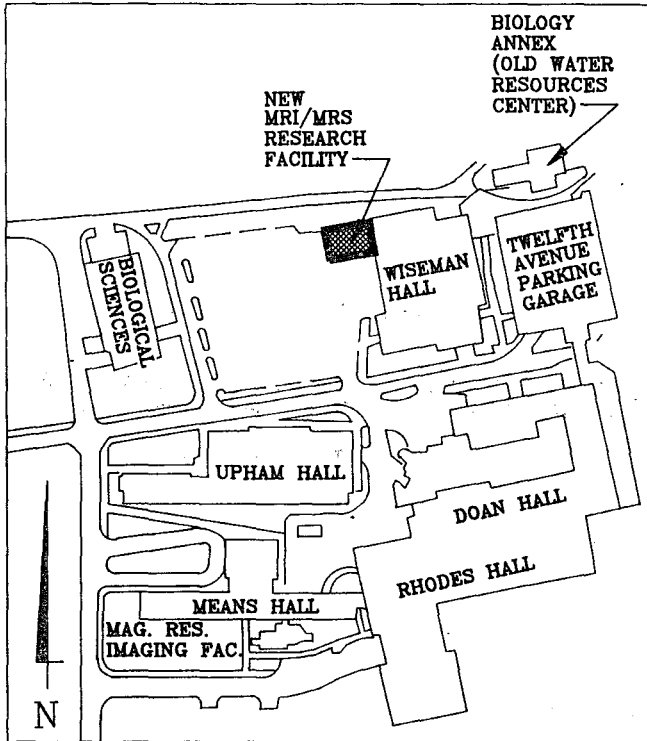 BIOLOGY
ANNEX
(OLD WATER
RESOURCES
CENTER)
NEW
MRI/MRS
RESEARCH
FACILITY
BIOLOGICAL
SCIENCES
WISEMAN
HALL
TWELFTH
AVENUE
PARKING
GARAGE
UPHAM HALL
DOAN HALL
RHODES HALL
MEANS HALL
MAG. RES.
IMAGING FAC.
N